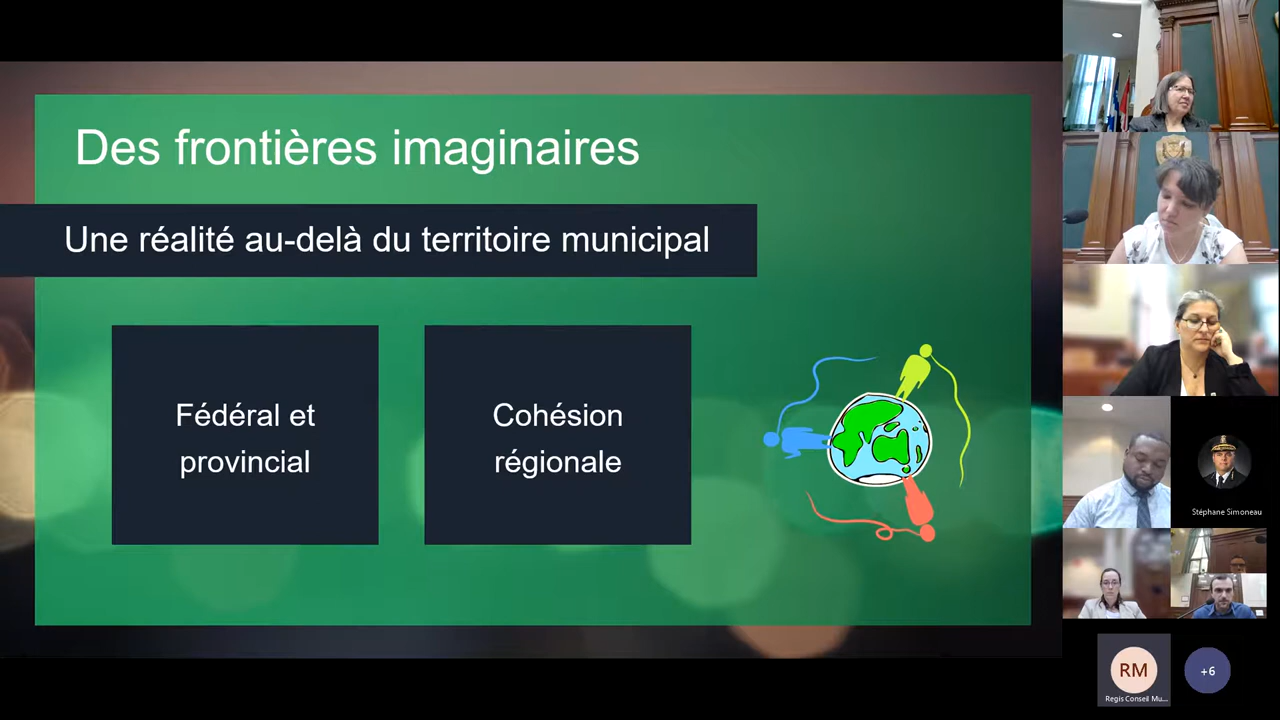 Des frontières imaginaires
Une réalité au-delà du territoire municipal
Fédéral et
provincial
Cohésion
régionale
Stéphane Simoneau
RM
Regis Conseil Mu...
+6